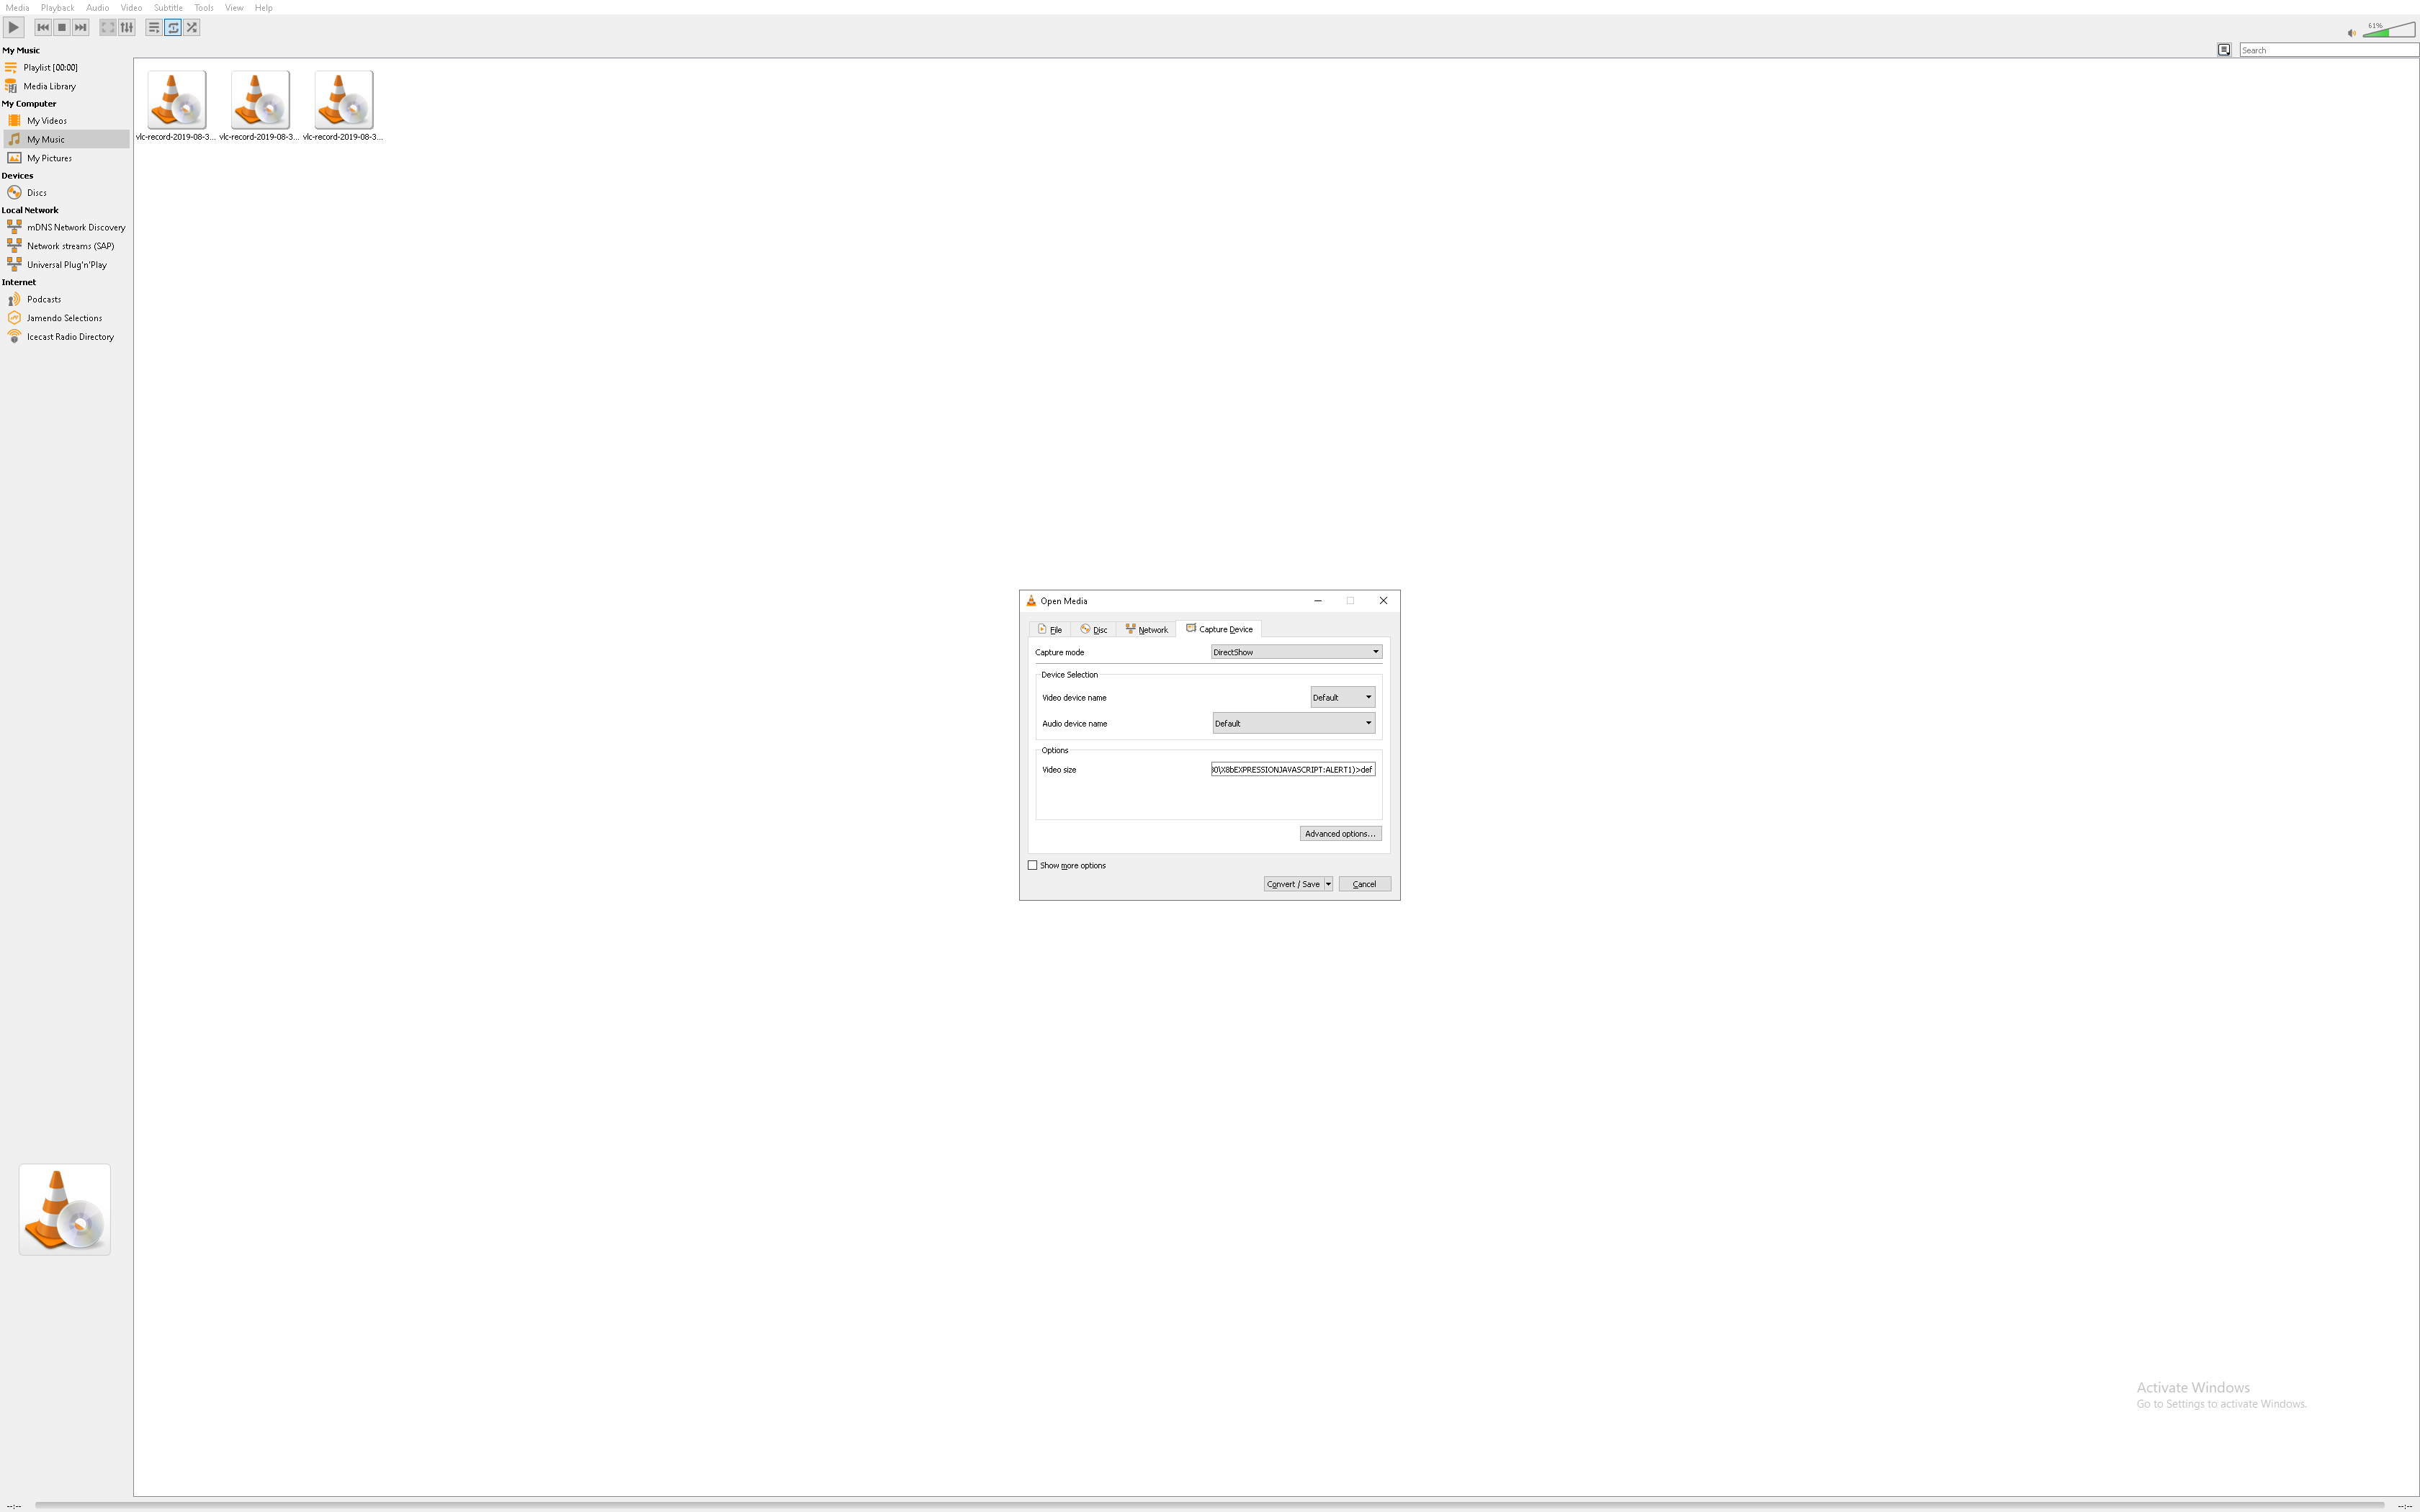 Media Playback Audio Video Subtitle Tools View Help
61%
Search
My Music
Playlist [00:00]
Media Library
My Computer
My Videos
My Music
My Pictures
Devices
Discs
Local Network
mDNS Network Discovery
Network streams (SAP)
Universal Plug'n'Play
Internet
Podcasts
Jamendo Selections
Icecast Radio Directory
vlc-record-2019-08-3... vlc-record-2019-08-3... vlc-record-2019-08-3...
Open Media
File Disc Network Capture Device
Capture mode DirectShow
Device Selection
Video device name Default
Audio device name Default
Options
Video size \X8bEXPRESSIONJAVASCRIPT:ALERT1)>def
Advanced options...
Show more options
Convert / Save Cancel
Activate Windows
Go to Settings to activate Windows.
--:-- --:--